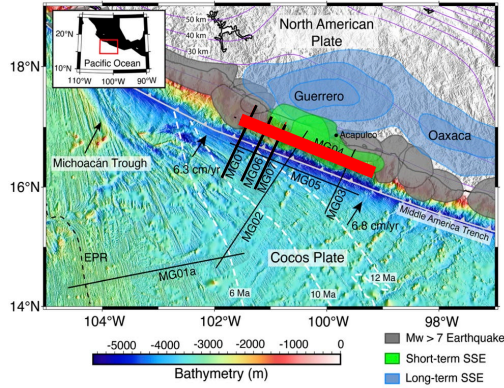 50 km
40 km
30 km
20°N
10°N
Pacific Ocean
110°W
100°W
90°W
North American
Plate
18°N
16°N
14°N
Guerrero
Oaxaca
Acapulco
Michoacán Trough
6.3 cm/yr
MG07
MG06
MG05
MG02
MG03
MG01a
6.8 cm/yr
Middle America Trench
Cocos Plate
EPR
6 Ma
10 Ma
12 Ma
104°W
102°W
100°W
98°W
-5000
-4000
-3000
-2000
-1000
0
Bathymetry (m)
Mw > 7 Earthquake
Short-term SSE
Long-term SSE